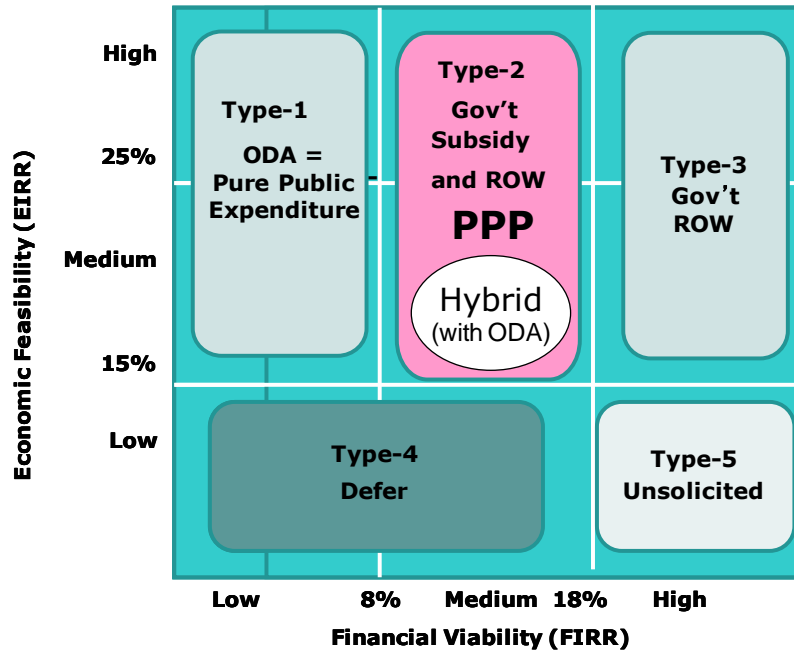 Economic Feasibility (EIRR)
High
25%
Medium
15%
Low
Type-1
ODA =
Pure Public
Expenditure
-
Type-2
Gov’t
Subsidy
and ROW
PPP
Hybrid
(with ODA)
Type-3
Gov’t
ROW
Type-4
Defer
Type-5
Unsolicited
Low 8% Medium 18% High
Financial Viability (FIRR)